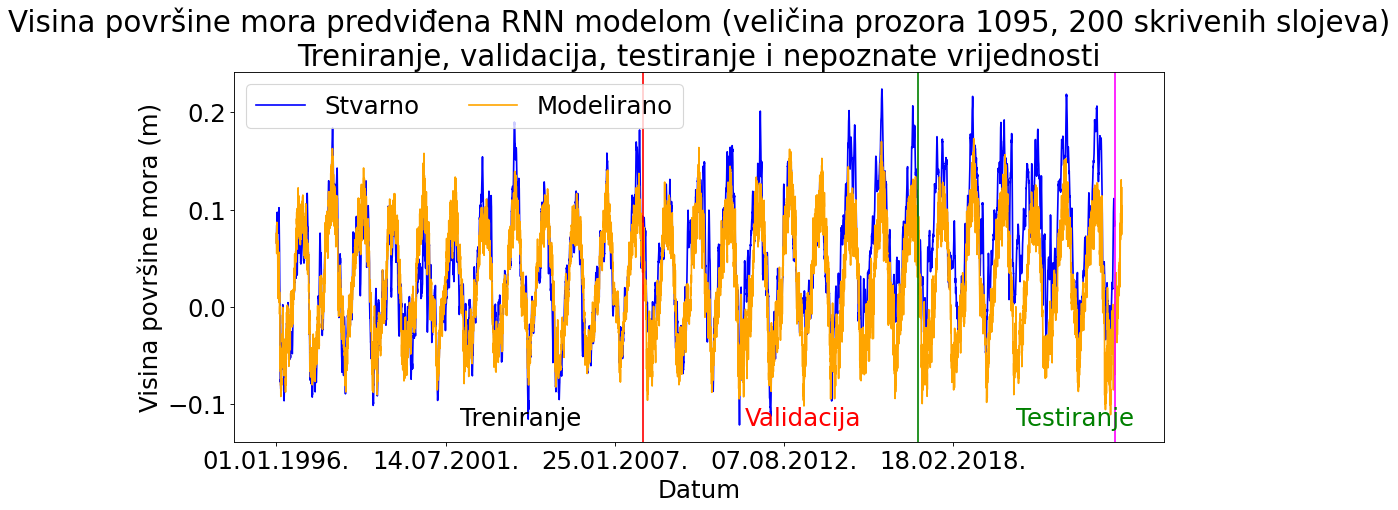 Visina površine mora predviđena RNN modelom (veličina prozora 1095, 200 skrivenih slojeva)
Treniranje, validacija, testiranje i nepoznate vrijednosti
Stvarno Modelirano
Visina površine mora (m)
0.2
0.1
0.0
−0.1
Treniranje Validacija Testiranje
01.01.1996. 14.07.2001. 25.01.2007. 07.08.2012. 18.02.2018.
Datum